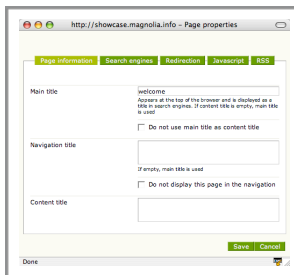 http://showcase.magnolia.info – Page properties
Page information Search engines Redirection Javascript RSS
Main title welcome
Appears at the top of the browser and is displayed as a
title in search engines. If content title is empty, main title
is used
Do not use main title as content title
Navigation title
If empty, main title is used
Do not display this page in the navigation
Content title
Save Cancel
Done